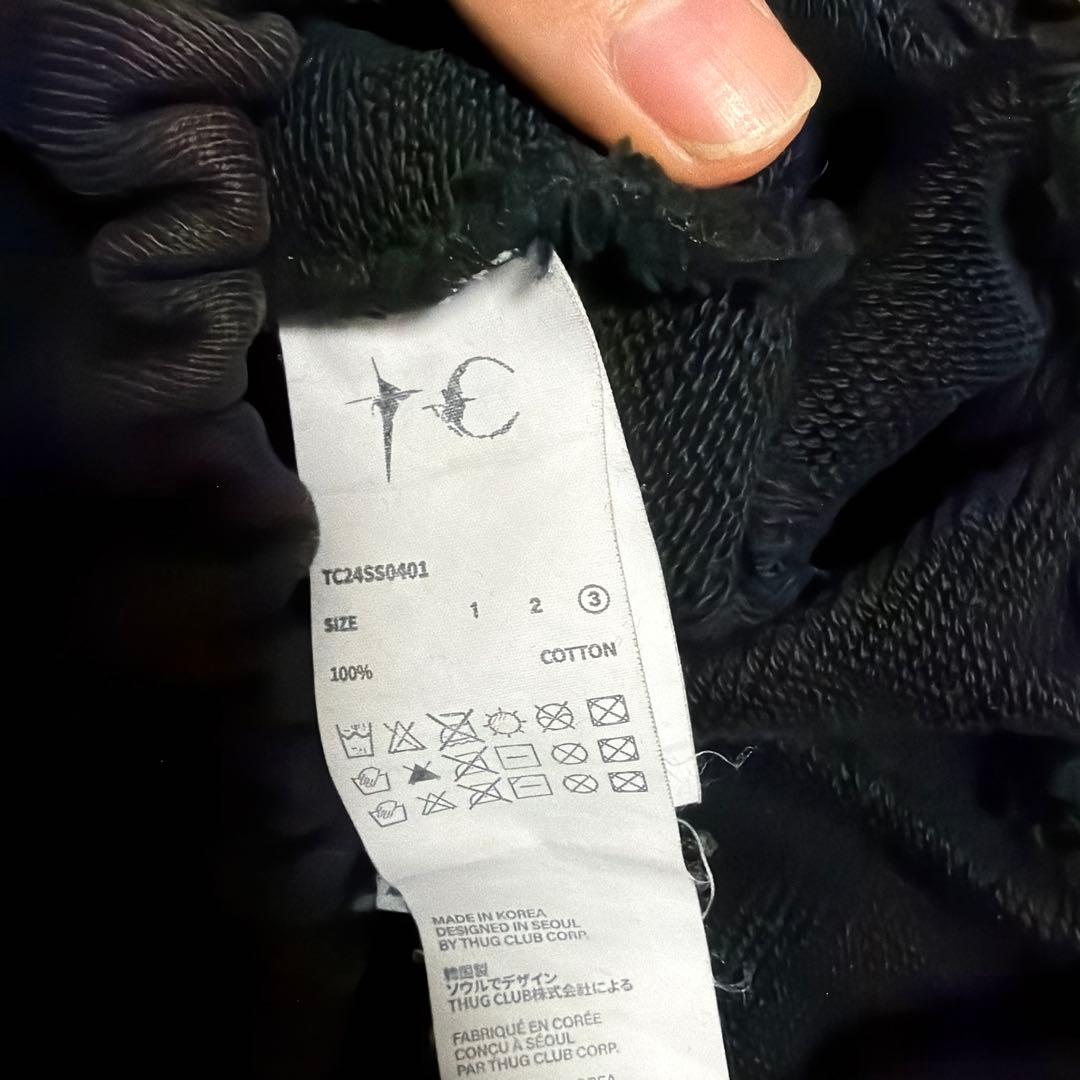 TC
TC24SS0401
SIZE 1 2 3
100% COTTON
MADE IN KOREA
DESIGNED IN SEOUL
BY THUG CLUB CORP.
韓国製
ソウルでデザイン
THUG CLUB株式会社による
FABRIQUÉ EN CORÉE
CONÇU À SÉOUL
PAR THUG CLUB CORP.